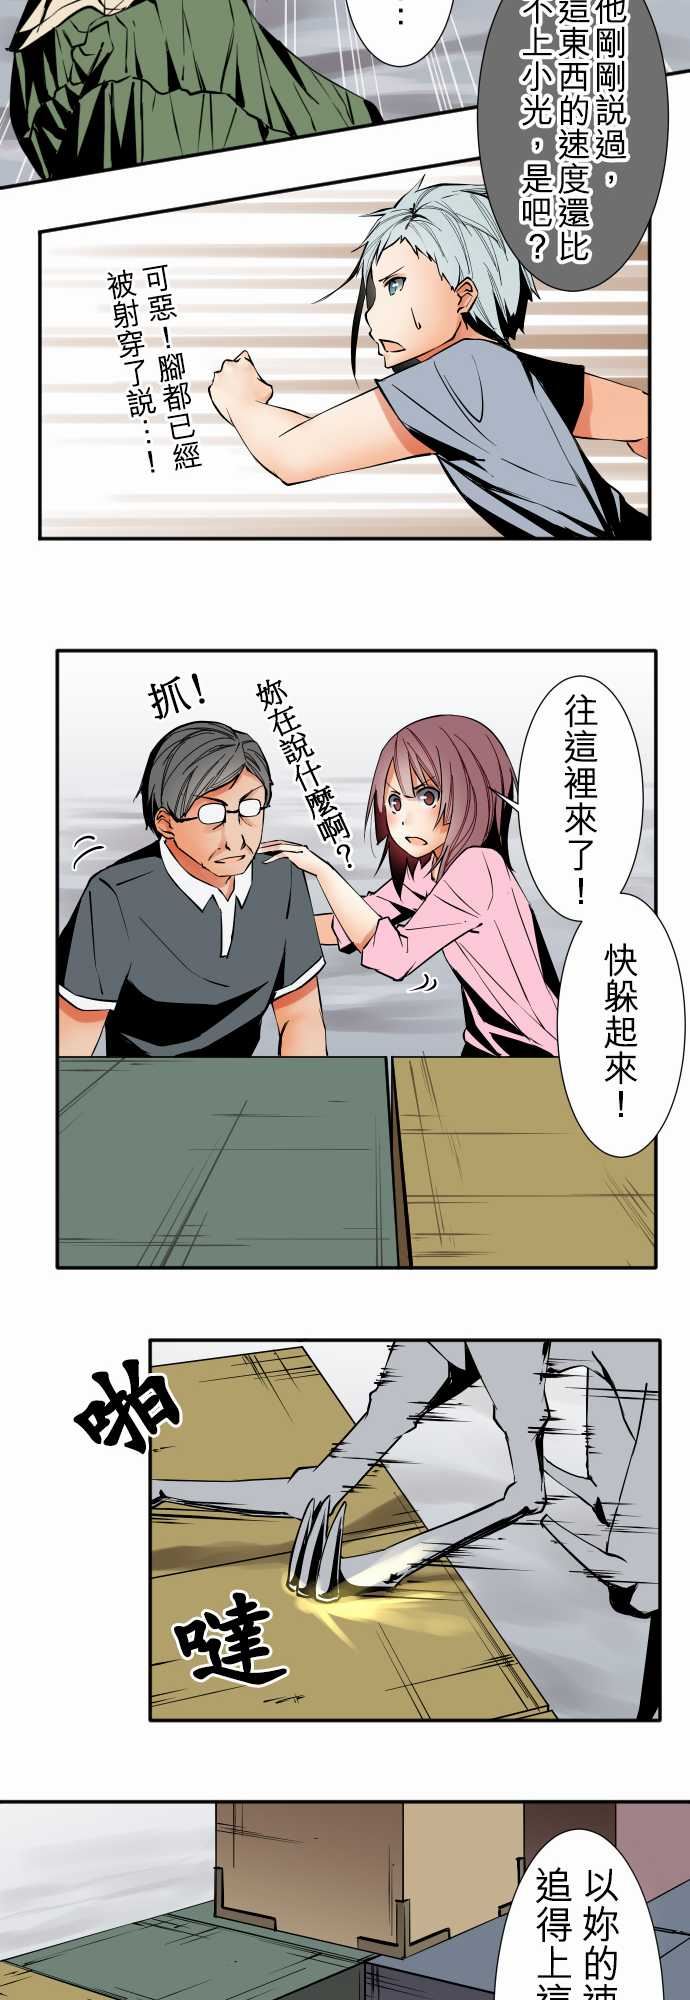 …
他剛剛說過，
這東西的速度還比
不上小光，是吧？
可惡！腳都已經
被射穿了說…！
往這裡來了！
快躲起來！
妳在說什麼啊？
抓！
啪
噠
以妳的速
追得上這